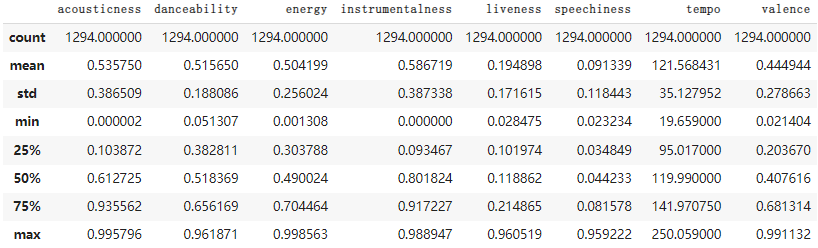 acousticness danceability energy instrumentalness liveness speechiness tempo valence
count 1294.000000 1294.000000 1294.000000 1294.000000 1294.000000 1294.000000 1294.000000 1294.000000
mean 0.535750 0.515650 0.504199 0.586719 0.194898 0.091339 121.568431 0.444944
std 0.386509 0.188086 0.256024 0.387338 0.171615 0.118443 35.127952 0.278663
min 0.000002 0.051307 0.001308 0.000000 0.028475 0.023234 19.659000 0.021404
25% 0.103872 0.382811 0.303788 0.093467 0.101974 0.034849 95.017000 0.203670
50% 0.612725 0.518369 0.490024 0.801824 0.118862 0.044233 119.990000 0.407616
75% 0.935562 0.656169 0.704464 0.917227 0.214865 0.081578 141.970750 0.681314
max 0.995796 0.961871 0.998563 0.988947 0.960519 0.959222 250.059000 0.991132